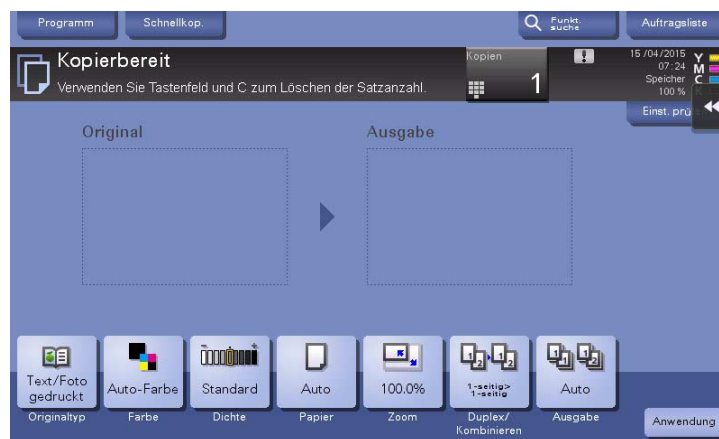 Programm
Schnellkop.
Funkt.
suche
Auftragsliste
Kopierbereit
Verwenden Sie Tastenfeld und C zum Löschen der Satzanzahl.
Kopien
1
15/04/2015
07:24
Speicher
100 %
Y
M
C
K
Einst. prü
Original
Ausgabe
Text/Foto
gedruckt
Auto-Farbe
Standard
Auto
100.0%
1-seitig>
1-seitig
Auto
Originaltyp
Farbe
Dichte
Papier
Zoom
Duplex/
Kombinieren
Ausgabe
Anwendung